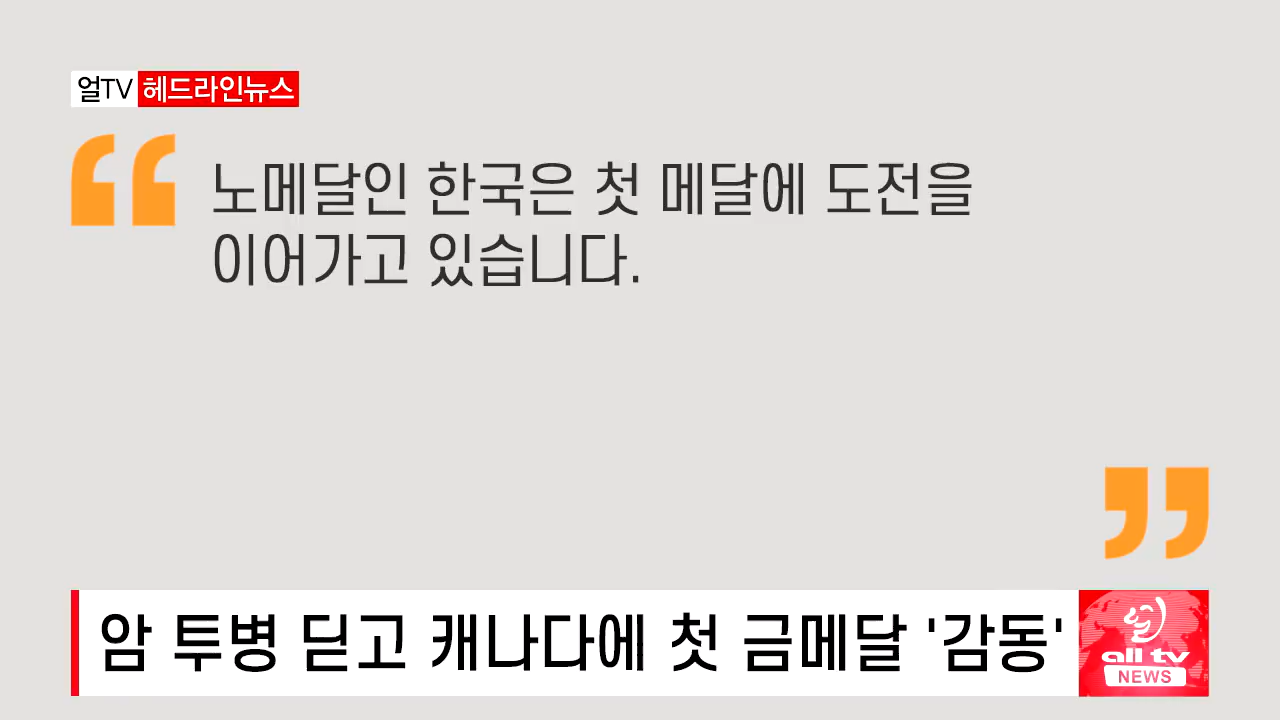 얼TV 헤드라인뉴스
노메달인 한국은 첫 메달에 도전을
이어가고 있습니다.
암 투병 딛고 캐나다에 첫 금메달 '감동'
얼
all tv
NEWS